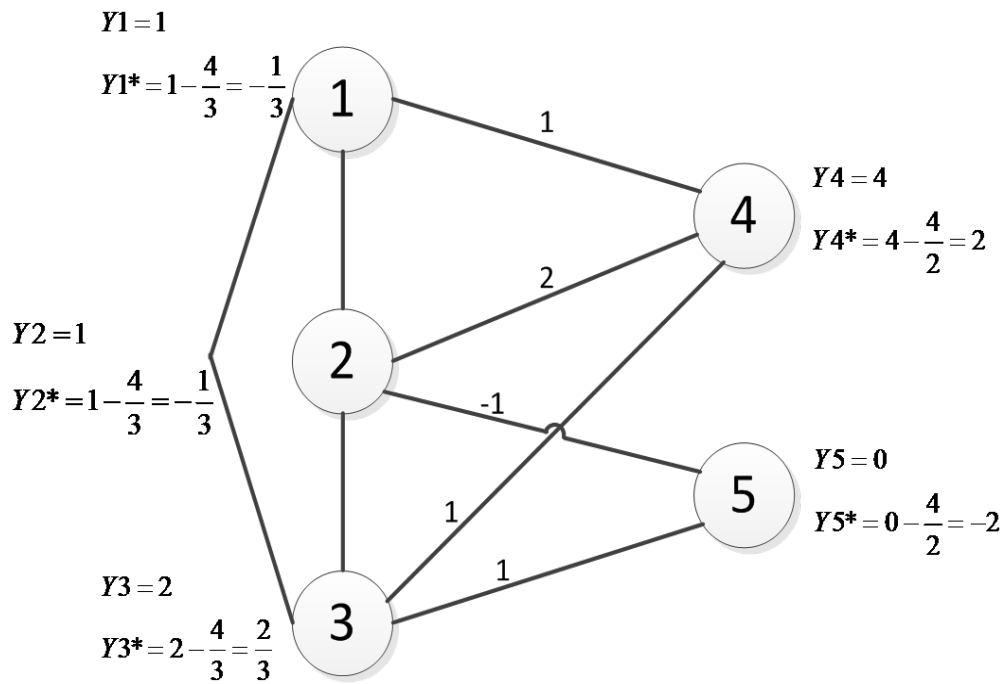 Y1 = 1
Y1* = 1 - 4/3 = -1/3
1
1
Y4 = 4
4
Y4* = 4 - 4/2 = 2
2
Y2 = 1
2
Y2* = 1 - 4/3 = -1/3
-1
Y5 = 0
5
Y5* = 0 - 4/2 = -2
1
1
Y3 = 2
3
Y3* = 2 - 4/3 = 2/3